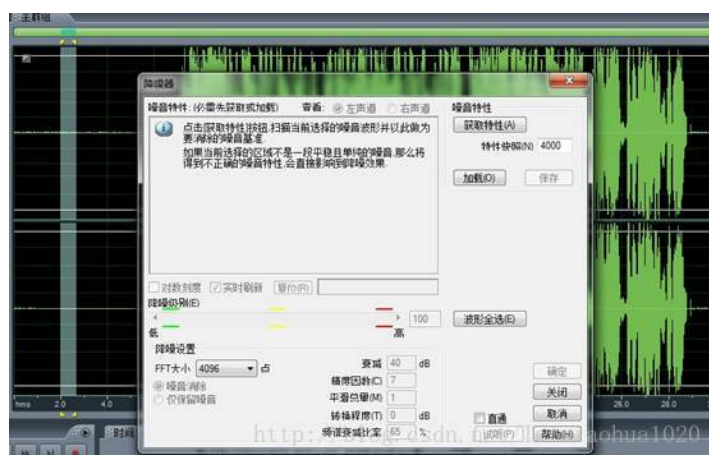 主群组
降噪器
噪音特性: (必需先获取或加载) 查看: 左声道 右声道
点击[获取特性]按钮.扫描当前选择的噪音波形并以此做为
要消除的噪音基准
如果当前选择的区域不是一段平稳且单纯的噪音.那么将
得到不正确的噪音特性.会直接影响到降噪效果.
噪音特性
获取特性(A)
特性快照(N) 4000
加载(O) 保存
对数刻度 实时刷新 复位(R)
降噪级别(E)
100
低 高
波形全选(E)
降噪设置
FFT大小 4096 点
噪音消除
仅保留噪音
衰减 40 dB
精度因数(C) 7
平滑总量(M) 1
转换程度(T) 0 dB
频谱衰减比率 65 %
直通
试听(P)
确定
关闭
取消
帮助(H)
hms 2.0 4.0 26.0 28.0
时间